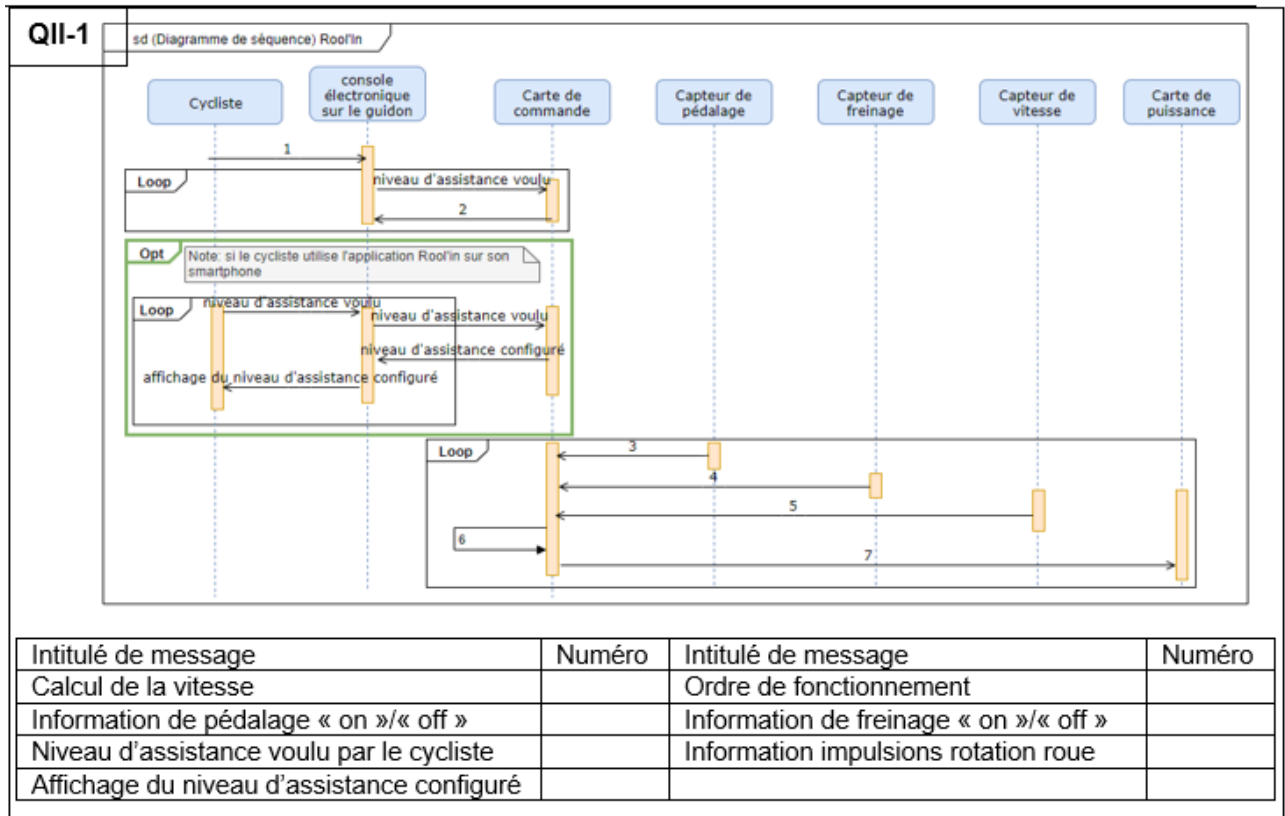 QII-1
sd (Diagramme de séquence) Rool'In
Cycliste
console
électronique
sur le guidon
Carte de
commande
Capteur de
pédalage
Capteur de
freinage
Capteur de
vitesse
Carte de
puissance
1
Loop
niveau d'assistance voulu
2
Opt
Note: si le cycliste utilise l'application Rool'in sur son
smartphone
Loop
niveau d'assistance voulu
niveau d'assistance voulu
niveau d'assistance configuré
affichage du niveau d'assistance configuré
Loop
3
4
5
6
7
Intitulé de message Numéro Intitulé de message Numéro
Calcul de la vitesse Ordre de fonctionnement
Information de pédalage « on »/« off » Information de freinage « on »/« off »
Niveau d'assistance voulu par le cycliste Information impulsions rotation roue
Affichage du niveau d'assistance configuré